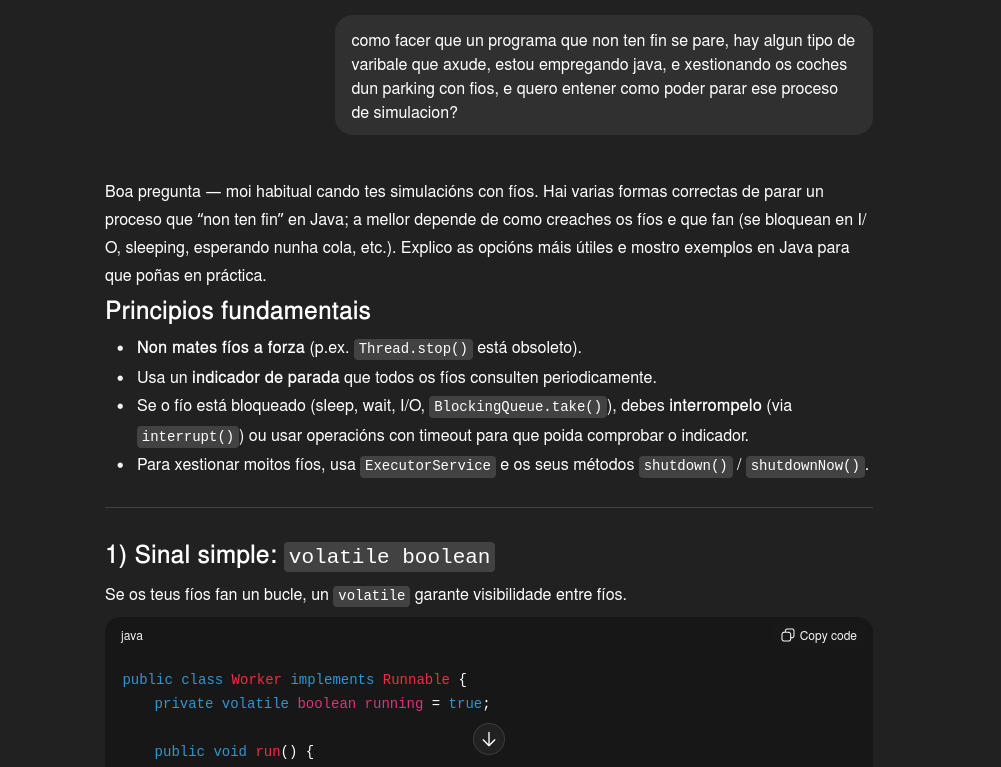 como facer que un programa que non ten fin se pare, hay algun tipo de
varibale que axude, estou empregando java, e xestionando os coches
dun parking con fios, e quero entener como poder parar ese proceso
de simulacion?
Boa pregunta — moi habitual cando tes simulacións con fíos. Hai varias formas correctas de parar un
proceso que “non ten fin” en Java; a mellor depende de como creaches os fíos e que fan (se bloquean en I/
O, sleeping, esperando nunha cola, etc.). Explico as opcións máis útiles e mostro exemplos en Java para
que poñas en práctica.
Principios fundamentais
• Non mates fíos a forza (p.ex. Thread.stop() está obsoleto).
• Usa un indicador de parada que todos os fíos consulten periodicamente.
• Se o fío está bloqueado (sleep, wait, I/O, BlockingQueue.take()), debes interrompelo (via
interrupt()) ou usar operacións con timeout para que poida comprobar o indicador.
• Para xestionar moitos fíos, usa ExecutorService e os seus métodos shutdown() / shutdownNow().
1) Sinal simple: volatile boolean
Se os teus fíos fan un bucle, un volatile garante visibilidade entre fíos.
java Copy code
public class Worker implements Runnable {
private volatile boolean running = true;
public void run() {